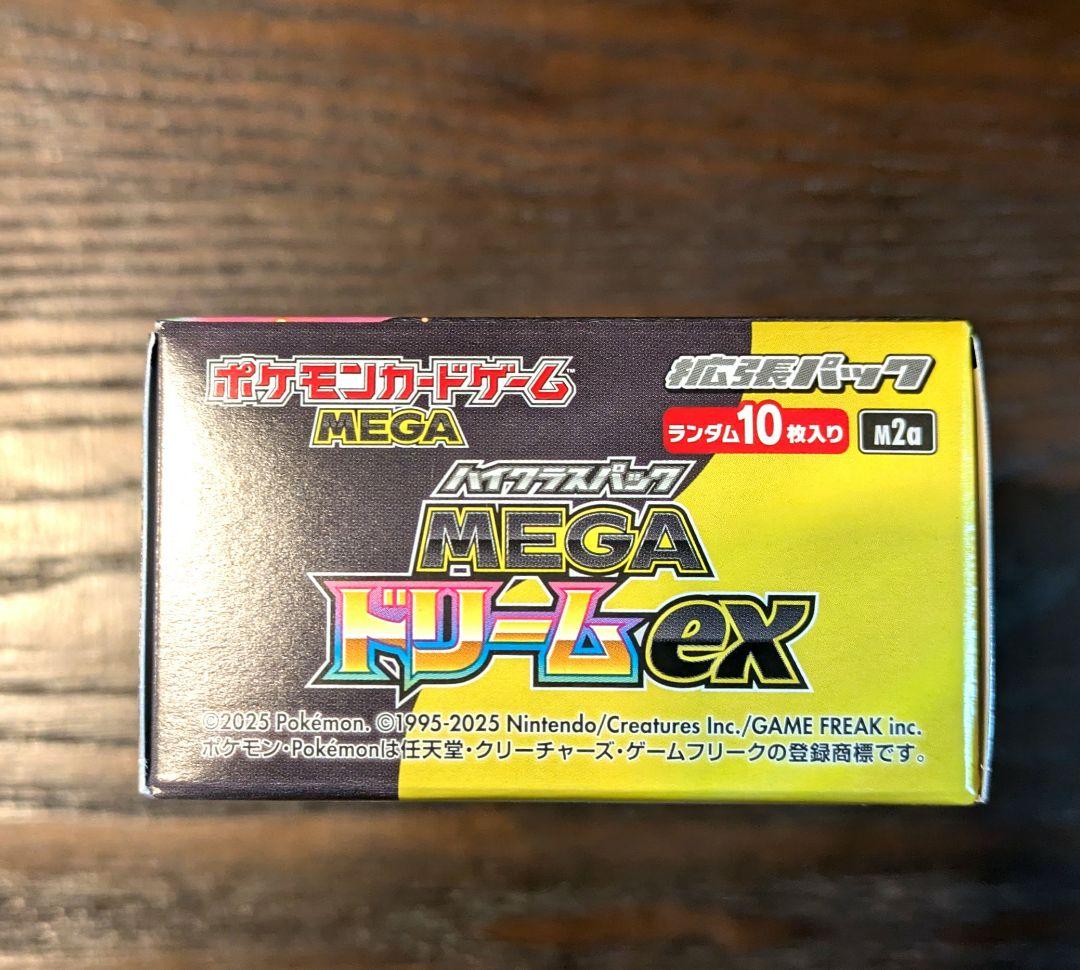 ポケモンカードゲーム™
MEGA
拡張パック
ランダム10枚入り
M2a
ハイクラスパック
MEGA
ドリームex
©2025 Pokémon. ©1995-2025 Nintendo/Creatures Inc./GAME FREAK inc.
ポケモン・Pokémonは任天堂・クリーチャーズ・ゲームフリークの登録商標です。